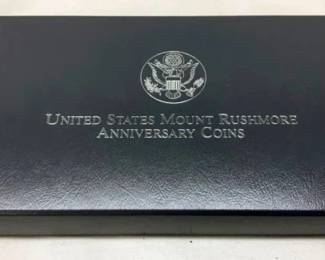 UNITED STATES MOUNT RUSHMORE
ANNIVERSARY COINS